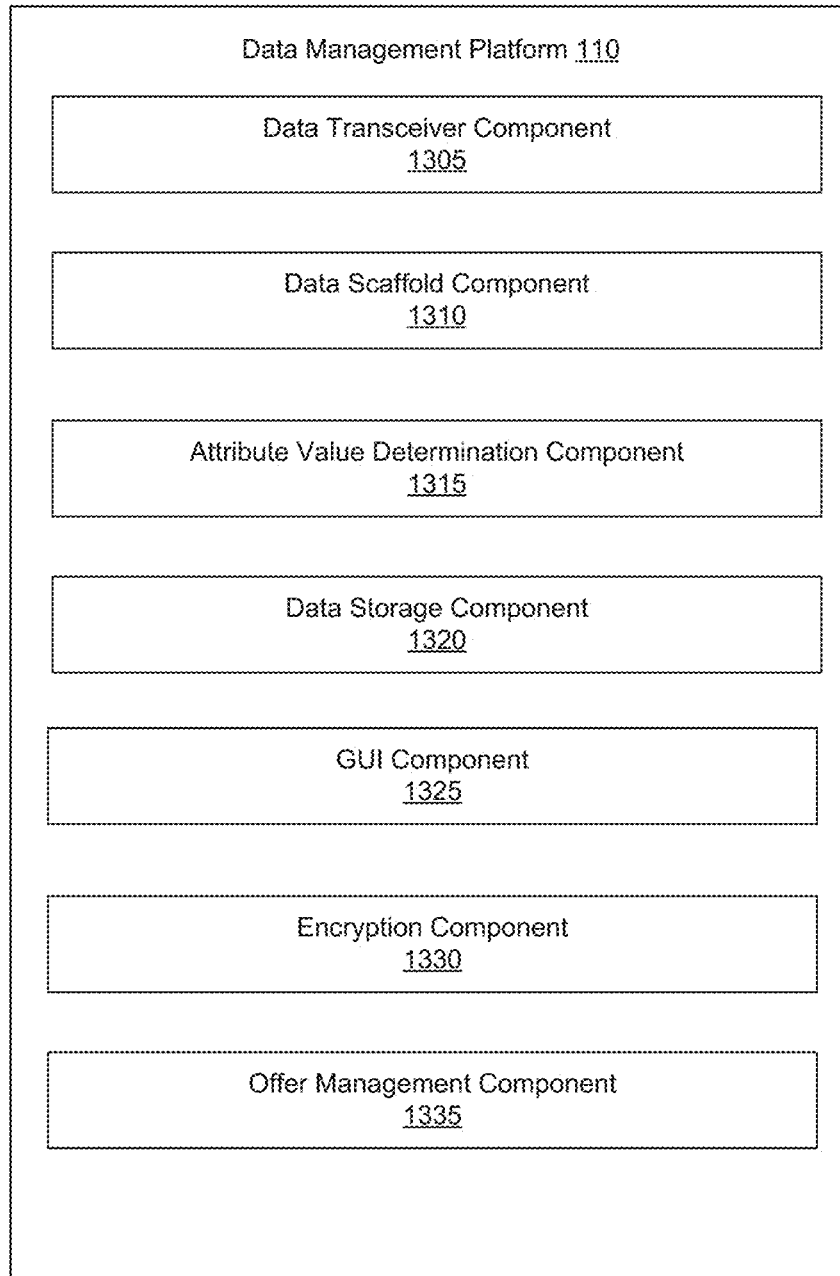 Data Management Platform 110
Data Transceiver Component
1305
Data Scaffold Component
1310
Attribute Value Determination Component
1315
Data Storage Component
1320
GUI Component
1325
Encryption Component
1330
Offer Management Component
1335